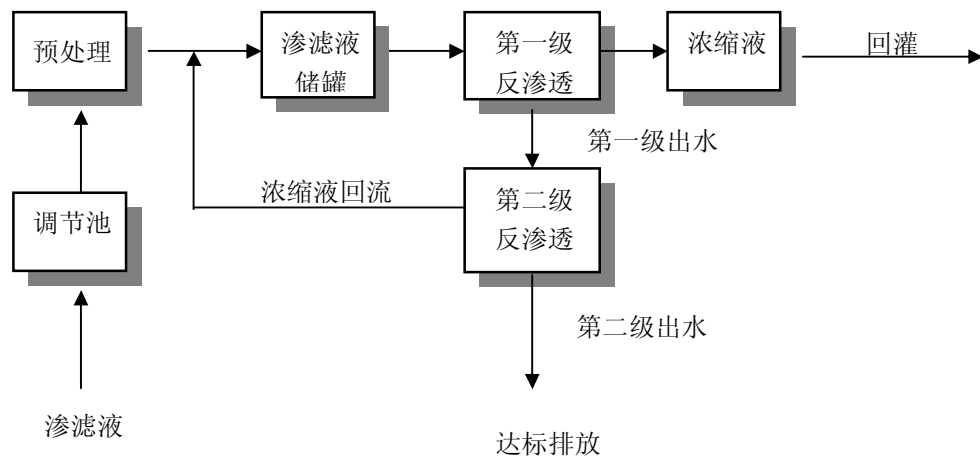 预处理
渗滤液
储罐
第一级
反渗透
浓缩液
回灌
第一级出水
浓缩液回流
第二级
反渗透
调节池
第二级出水
渗滤液
达标排放